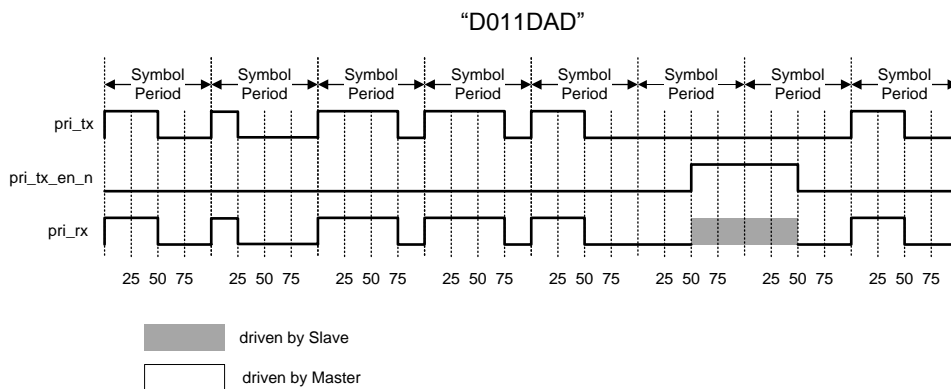 “D011DAD”
Symbol Period Symbol Period Symbol Period Symbol Period Symbol Period Symbol Period Symbol Period Symbol Period
pri_tx
pri_tx_en_n
pri_rx
25 50 75 25 50 75 25 50 75 25 50 75 25 50 75 25 50 75 25 50 75 25 50 75
driven by Slave
driven by Master